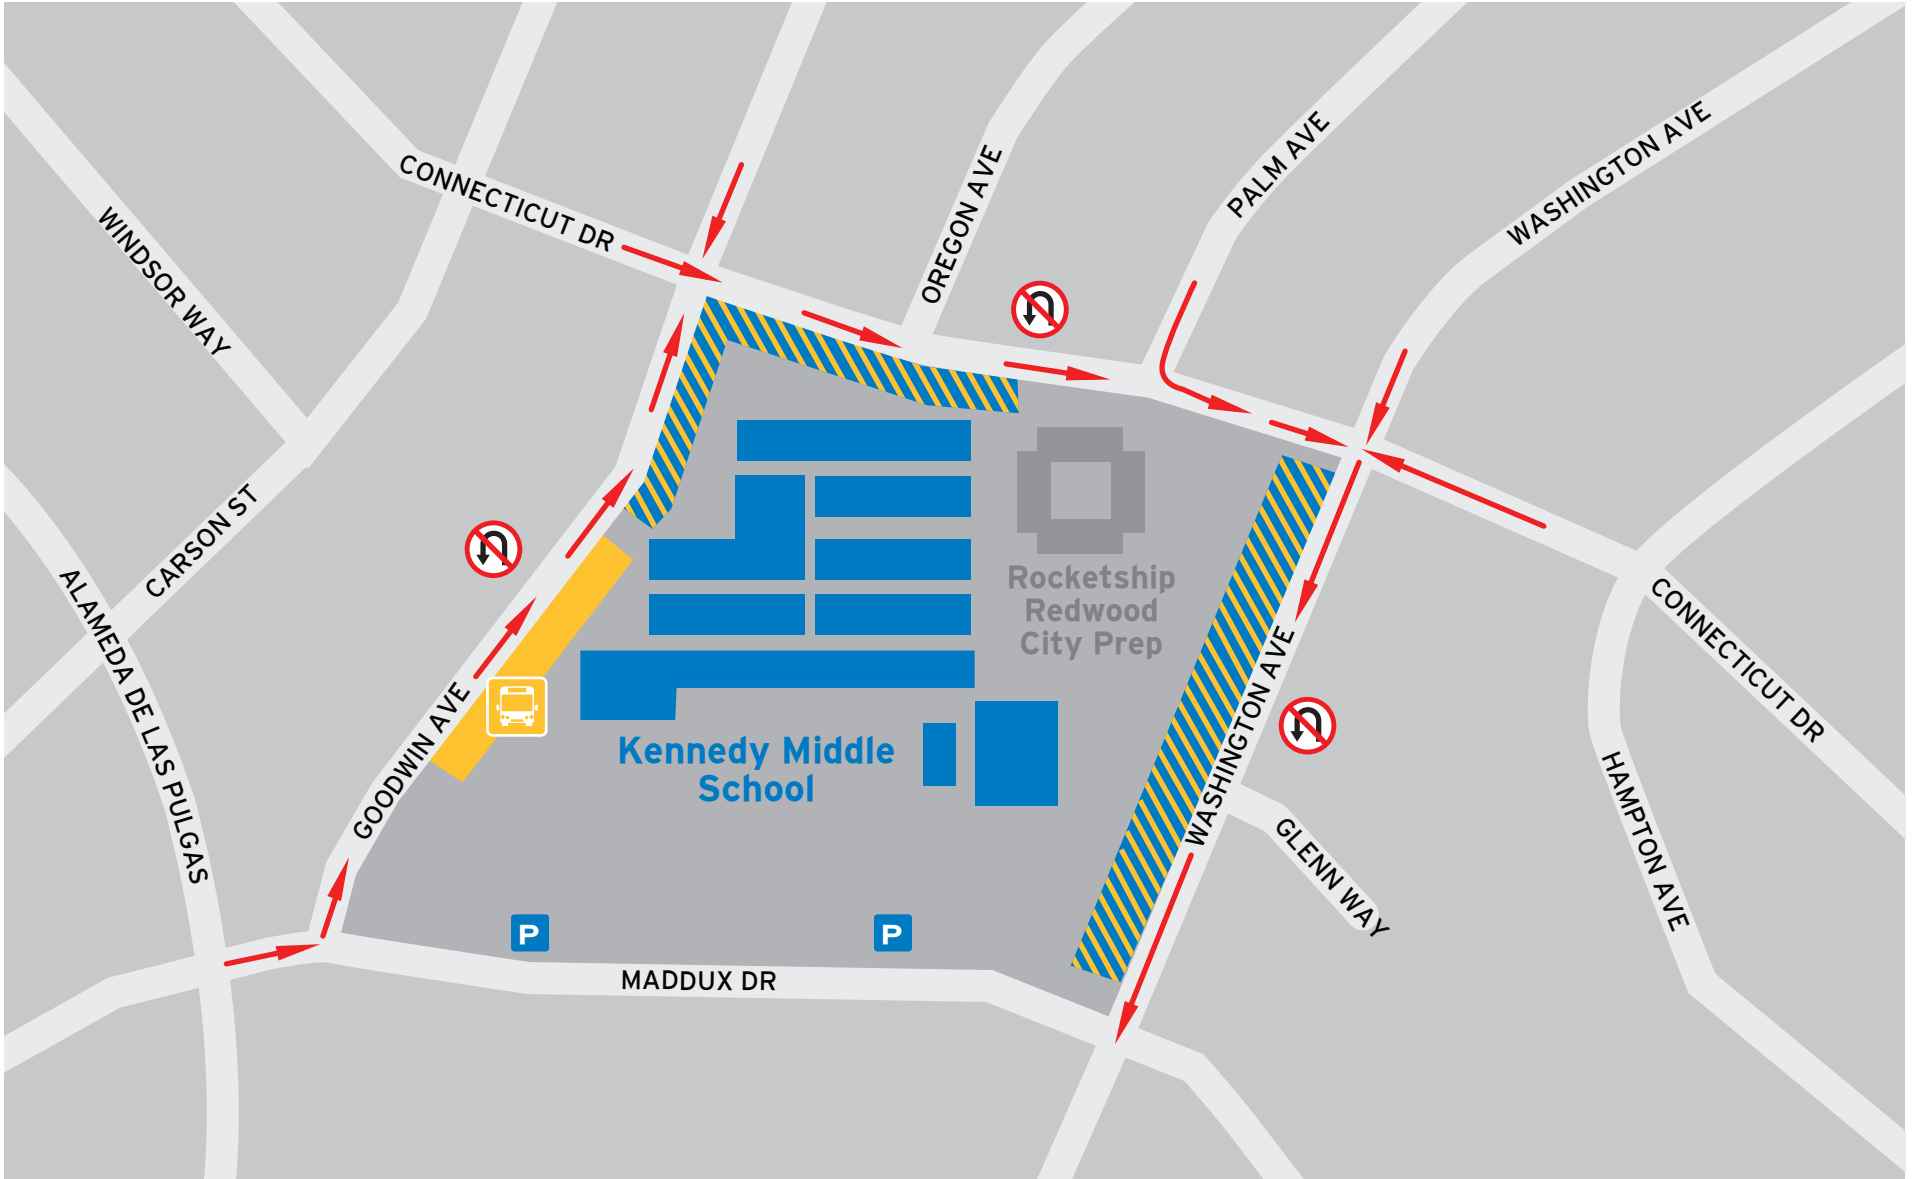 CONNECTICUT DR
WINDSOR WAY
OREGON AVE
PALM AVE
WASHINGTON AVE
CARSON ST
ALAMEDA DE LAS PULGAS
GOODWIN AVE
Rocketship
Redwood
City Prep
Kennedy Middle
School
WASHINGTON AVE
CONNECTICUT DR
HAMPTON AVE
GLENN WAY
P
P
MADDUX DR